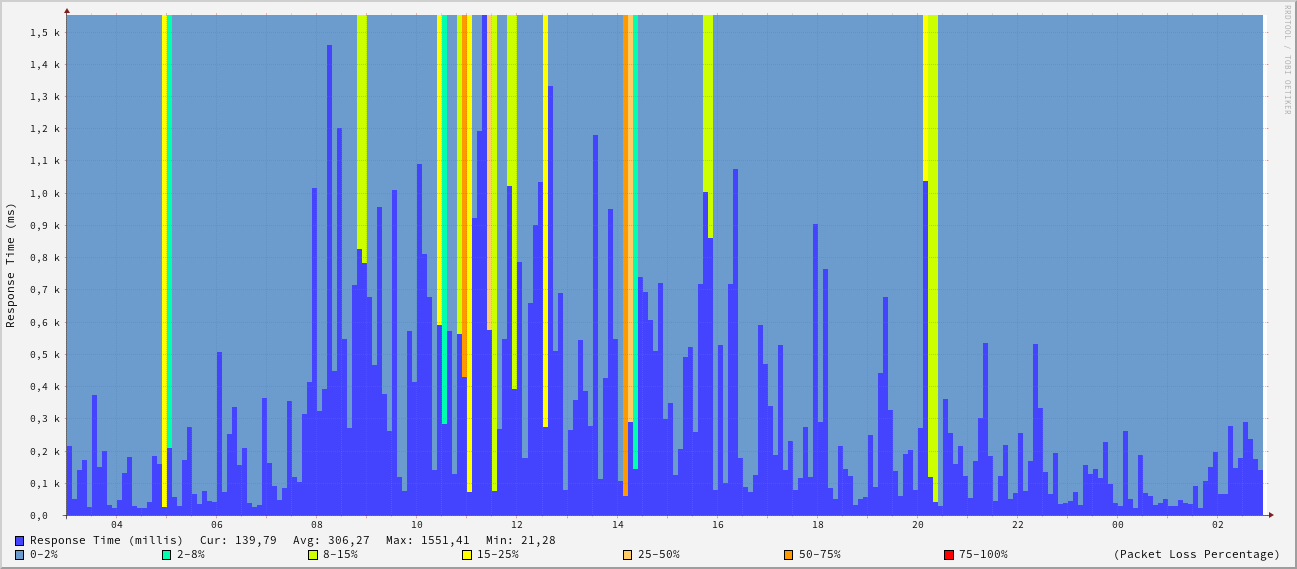 RRDTOOL / TOBI OETIKER
Response Time (ms)
1,5 k
1,4 k
1,3 k
1,2 k
1,1 k
1,0 k
0,9 k
0,8 k
0,7 k
0,6 k
0,5 k
0,4 k
0,3 k
0,2 k
0,1 k
0,0
04 06 08 10 12 14 16 18 20 22 00 02
Response Time (millis) Cur: 139,79 Avg: 306,27 Max: 1551,41 Min: 21,28
0-2% 2-8% 8-15% 15-25% 25-50% 50-75% 75-100% (Packet Loss Percentage)